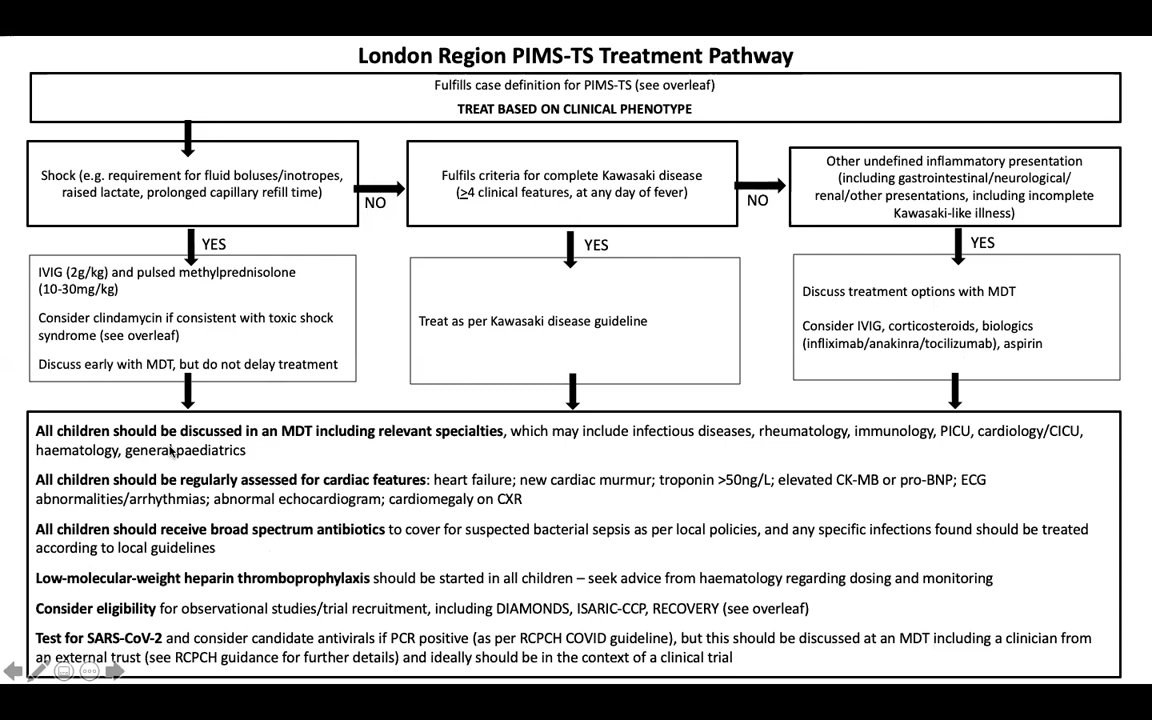 London Region PIMS-TS Treatment Pathway
Fulfills case definition for PIMS-TS (see overleaf)
TREAT BASED ON CLINICAL PHENOTYPE
Shock (e.g. requirement for fluid boluses/inotropes,
raised lactate, prolonged capillary refill time)
NO
Fulfils criteria for complete Kawasaki disease
(≥4 clinical features, at any day of fever)
NO
Other undefined inflammatory presentation
(including gastrointestinal/neurological/
renal/other presentations, including incomplete
Kawasaki-like illness)
YES
YES
YES
IVIG (2g/kg) and pulsed methylprednisolone
(10-30mg/kg)
Consider clindamycin if consistent with toxic shock
syndrome (see overleaf)
Discuss early with MDT, but do not delay treatment
Treat as per Kawasaki disease guideline
Discuss treatment options with MDT
Consider IVIG, corticosteroids, biologics
(infliximab/anakinra/tocilizumab), aspirin
All children should be discussed in an MDT including relevant specialties, which may include infectious diseases, rheumatology, immunology, PICU, cardiology/CICU,
haematology, general paediatrics
All children should be regularly assessed for cardiac features: heart failure; new cardiac murmur; troponin >50ng/L; elevated CK-MB or pro-BNP; ECG
abnormalities/arrhythmias; abnormal echocardiogram; cardiomegaly on CXR
All children should receive broad spectrum antibiotics to cover for suspected bacterial sepsis as per local policies, and any specific infections found should be treated
according to local guidelines
Low-molecular-weight heparin thromboprophylaxis should be started in all children – seek advice from haematology regarding dosing and monitoring
Consider eligibility for observational studies/trial recruitment, including DIAMONDS, ISARIC-CCP, RECOVERY (see overleaf)
Test for SARS-CoV-2 and consider candidate antivirals if PCR positive (as per RCPCH COVID guideline), but this should be discussed at an MDT including a clinician from
an external trust (see RCPCH guidance for further details) and ideally should be in the context of a clinical trial